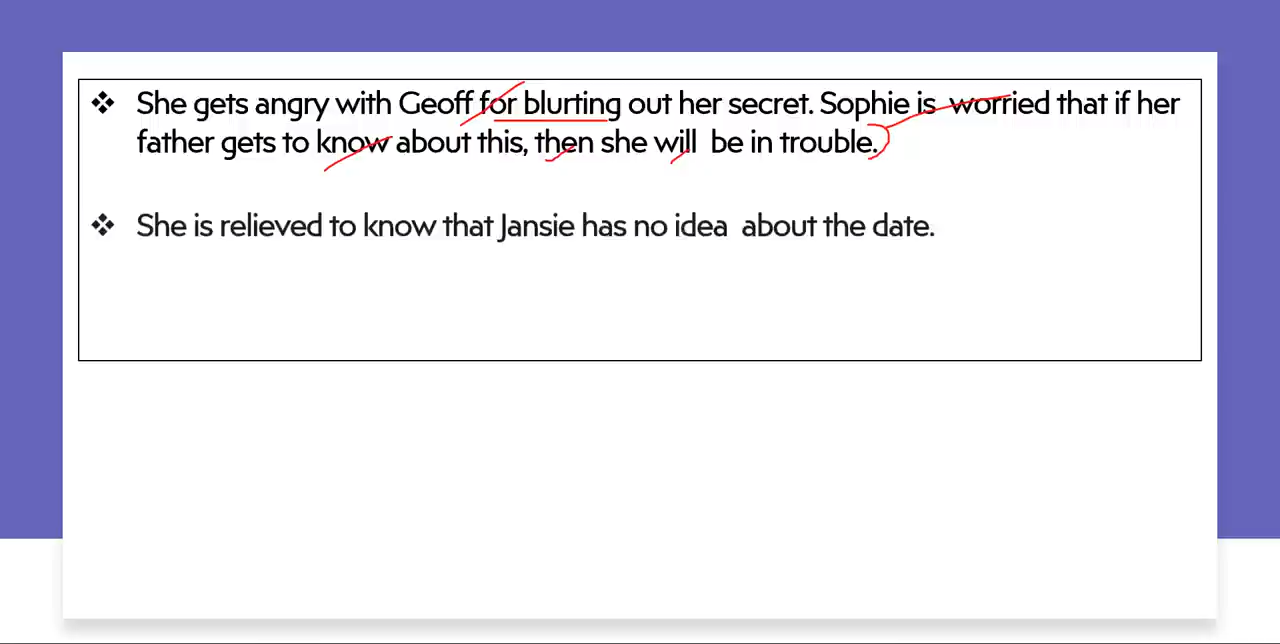 ❖ She gets angry with Geoff for blurting out her secret. Sophie is worried that if her
father gets to know about this, then she will be in trouble.
❖ She is relieved to know that Jansie has no idea about the date.